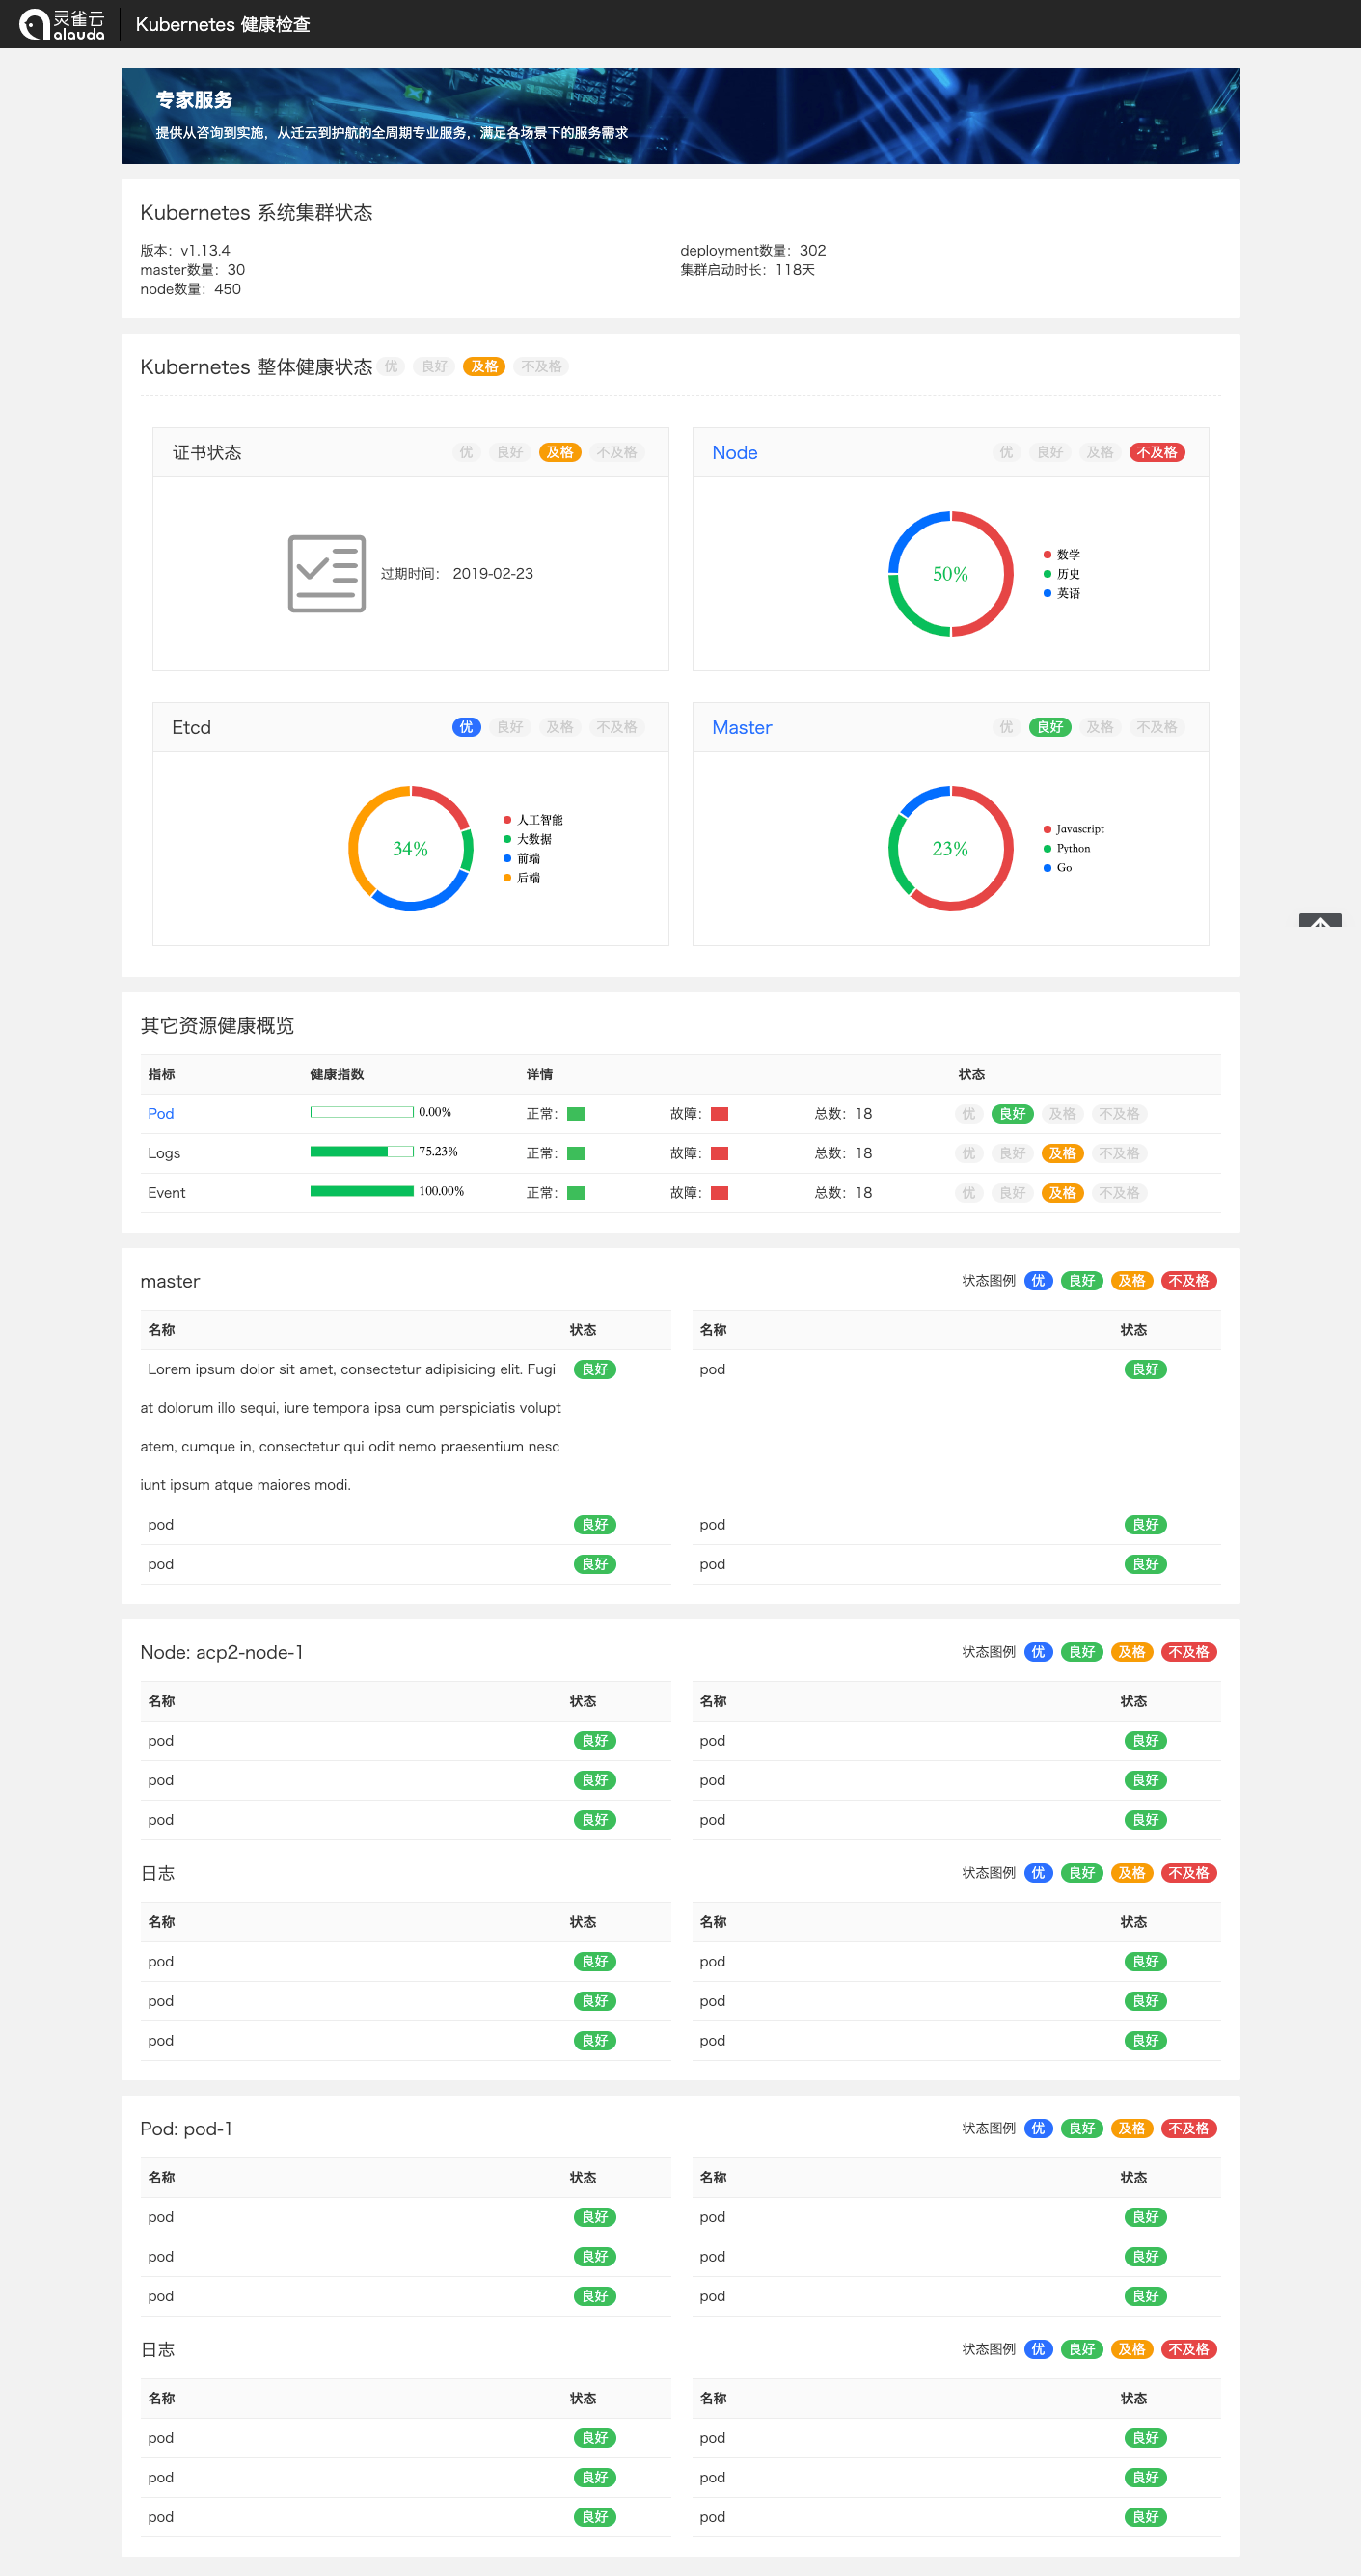 灵雀云
alauda
Kubernetes 健康检查
专家服务
提供从咨询到实施，从迁云到护航的全周期专业服务，满足各场景下的服务需求
Kubernetes 系统集群状态
版本：v1.13.4 deployment数量：302
master数量：30 集群启动时长：118天
node数量：450
Kubernetes 整体健康状态 优 良好 及格 不及格
证书状态 优 良好 及格 不及格
过期时间： 2019-02-23
Node 优 良好 及格 不及格
50%
数学
历史
英语
Etcd 优 良好 及格 不及格
34%
人工智能
大数据
前端
后端
Master 优 良好 及格 不及格
23%
Javascript
Python
Go
其它资源健康概览
指标 健康指数 详情 状态
Pod 0.00% 正常： 故障： 总数：18 优 良好 及格 不及格
Logs 75.23% 正常： 故障： 总数：18 优 良好 及格 不及格
Event 100.00% 正常： 故障： 总数：18 优 良好 及格 不及格
master 状态图例 优 良好 及格 不及格
名称 状态 名称 状态
Lorem ipsum dolor sit amet, consectetur adipisicing elit. Fugi 良好 pod 良好
at dolorum illo sequi, iure tempora ipsa cum perspiciatis volupt
atem, cumque in, consectetur qui odit nemo praesentium nesc
iunt ipsum atque maiores modi.
pod 良好 pod 良好
pod 良好 pod 良好
Node: acp2-node-1 状态图例 优 良好 及格 不及格
名称 状态 名称 状态
pod 良好 pod 良好
pod 良好 pod 良好
pod 良好 pod 良好
日志 状态图例 优 良好 及格 不及格
名称 状态 名称 状态
pod 良好 pod 良好
pod 良好 pod 良好
pod 良好 pod 良好
Pod: pod-1 状态图例 优 良好 及格 不及格
名称 状态 名称 状态
pod 良好 pod 良好
pod 良好 pod 良好
pod 良好 pod 良好
日志 状态图例 优 良好 及格 不及格
名称 状态 名称 状态
pod 良好 pod 良好
pod 良好 pod 良好
pod 良好 pod 良好